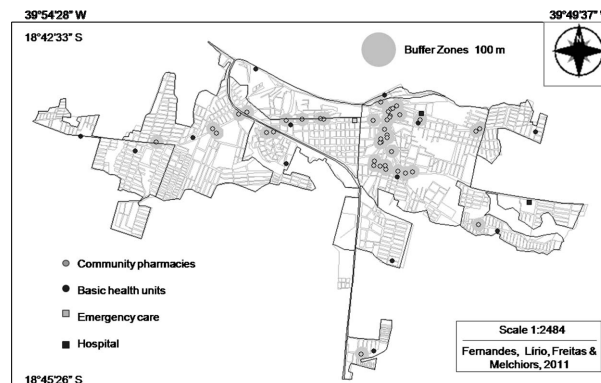 39°54'28" W
39°49'37" W
18°42'33" S
Buffer Zones 100 m
Community pharmacies
Basic health units
Emergency care
Hospital
Scale 1:2484
Fernandes, Lírio, Freitas &
Melchiors, 2011
18°45'26" S